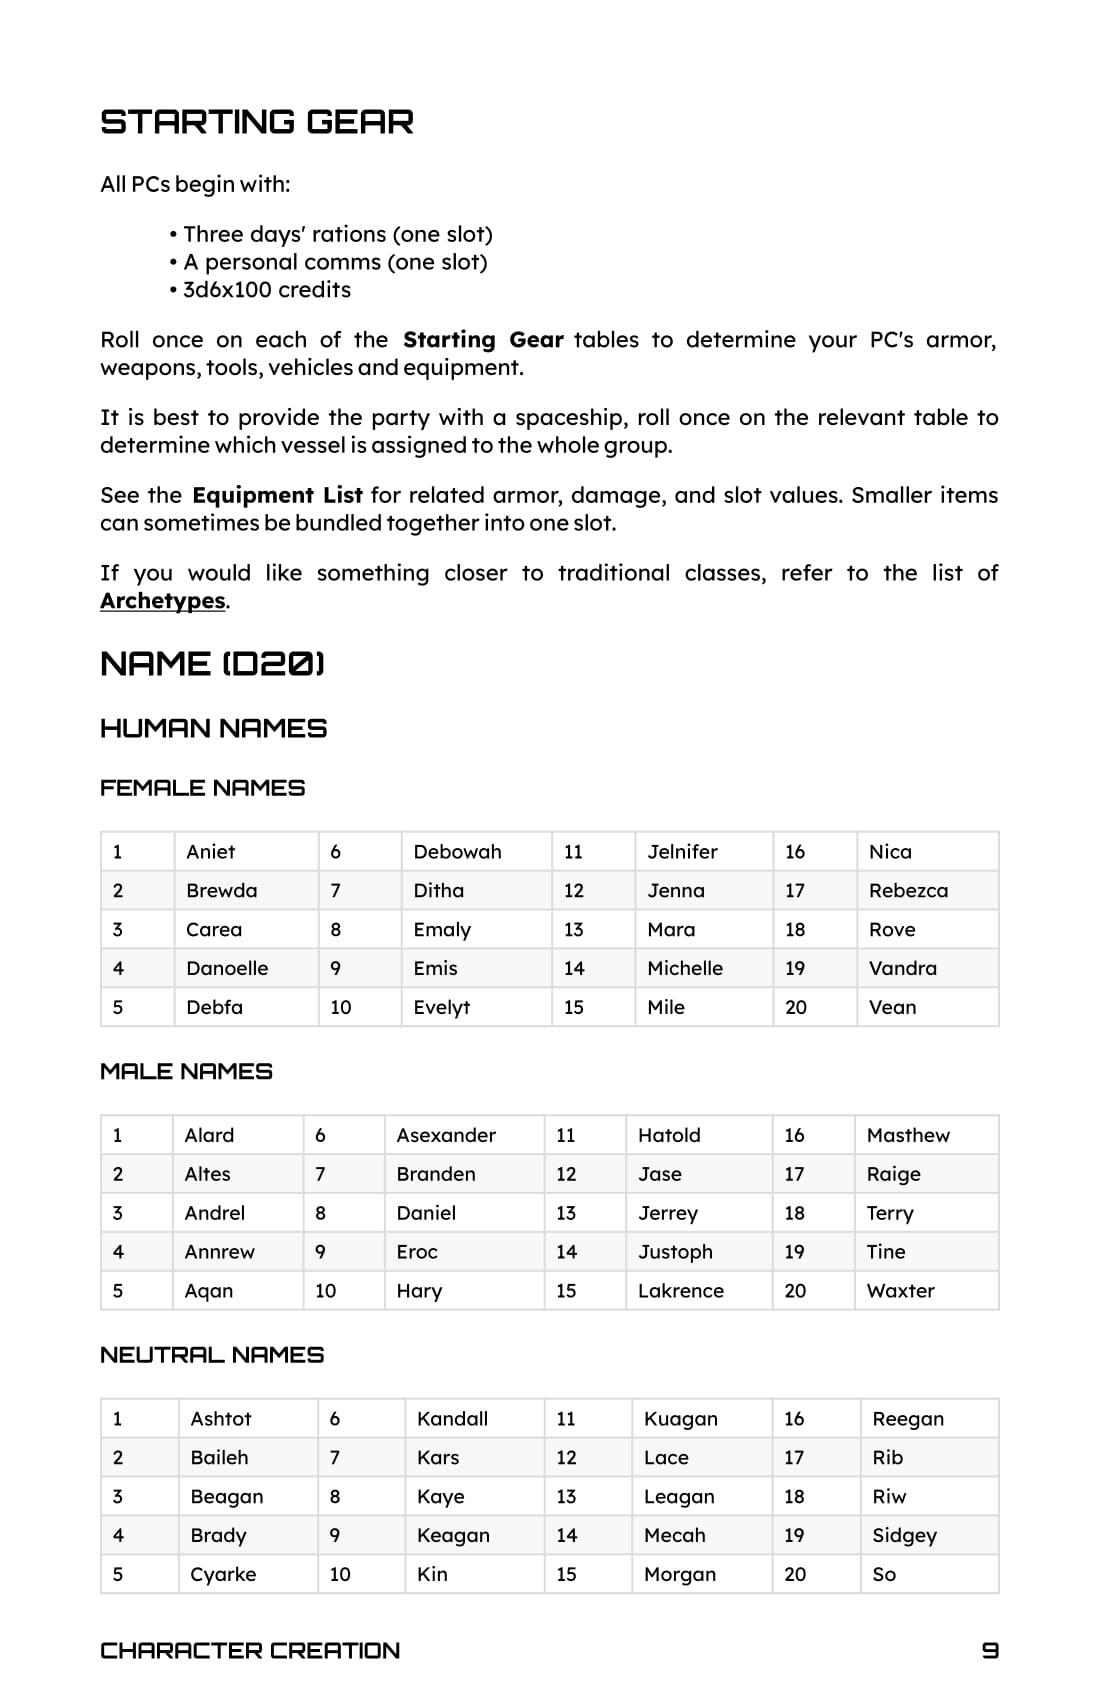 STARTING GEAR
All PCs begin with:
• Three days' rations (one slot)
• A personal comms (one slot)
• 3d6x100 credits
Roll once on each of the Starting Gear tables to determine your PC's armor,
weapons, tools, vehicles and equipment.
It is best to provide the party with a spaceship, roll once on the relevant table to
determine which vessel is assigned to the whole group.
See the Equipment List for related armor, damage, and slot values. Smaller items
can sometimes be bundled together into one slot.
If you would like something closer to traditional classes, refer to the list of
Archetypes.
NAME (D20)
HUMAN NAMES
FEMALE NAMES
1 Aniet 6 Debowah 11 Jelnifer 16 Nica
2 Brewda 7 Ditha 12 Jenna 17 Rebezca
3 Carea 8 Emaly 13 Mara 18 Rove
4 Danoelle 9 Emis 14 Michelle 19 Vandra
5 Debfa 10 Evelyt 15 Mile 20 Vean
MALE NAMES
1 Alard 6 Asexander 11 Hatold 16 Masthew
2 Altes 7 Branden 12 Jase 17 Raige
3 Andrel 8 Daniel 13 Jerrey 18 Terry
4 Annrew 9 Eroc 14 Justoph 19 Tine
5 Aqan 10 Hary 15 Lakrence 20 Waxter
NEUTRAL NAMES
1 Ashtot 6 Kandall 11 Kuagan 16 Reegan
2 Baileh 7 Kars 12 Lace 17 Rib
3 Beagan 8 Kaye 13 Leagan 18 Riw
4 Brady 9 Keagan 14 Mecah 19 Sidgey
5 Cyarke 10 Kin 15 Morgan 20 So
CHARACTER CREATION 9